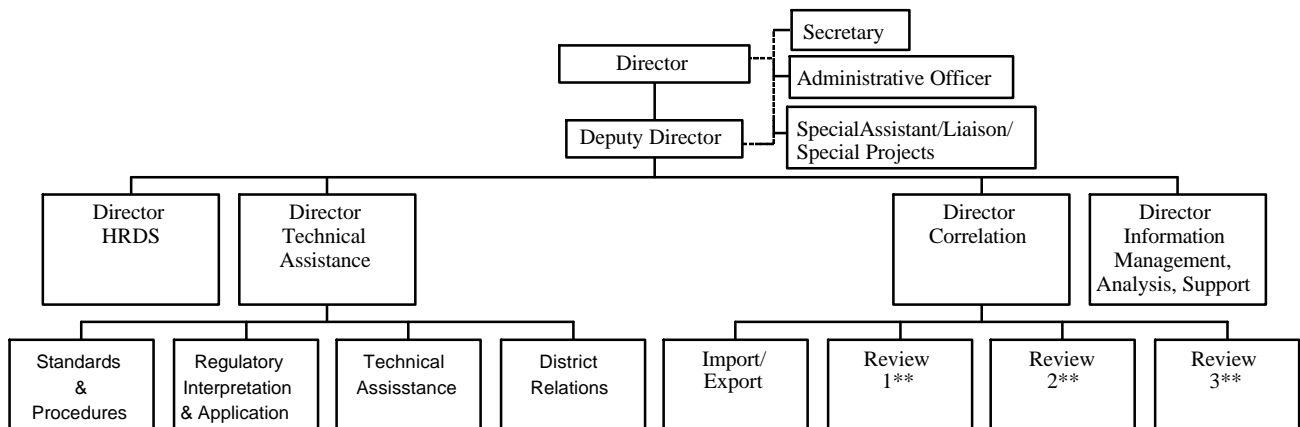 Secretary
Director
Administrative Officer
Deputy Director
SpecialAssistant/Liaison/
Special Projects
Director
HRDS
Director
Technical
Assistance
Director
Correlation
Director
Information
Management,
Analysis, Support
Standards
&
Procedures
Regulatory
Interpretation
& Application
Technical
Assisstance
District
Relations
Import/
Export
Review
1**
Review
2**
Review
3**